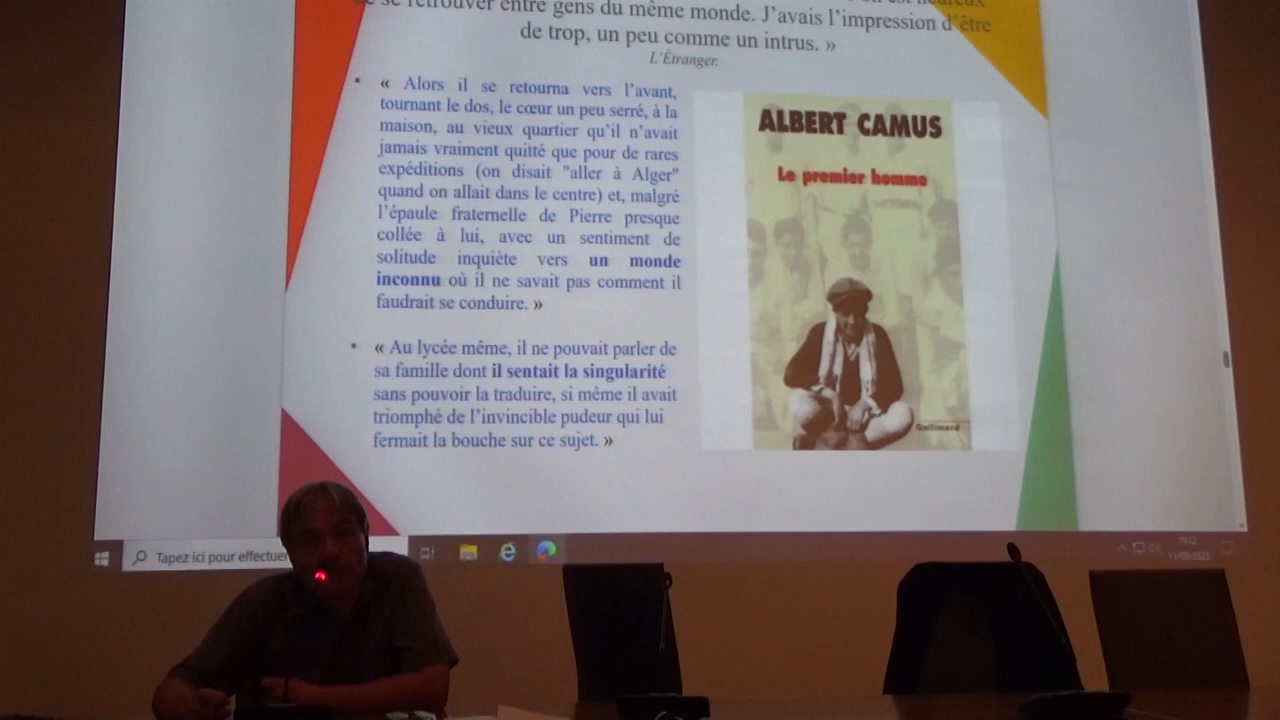 se retrouver entre gens du même monde. J'avais l'impression d'être
de trop, un peu comme un intrus. »
L'Étranger.
• « Alors il se retourna vers l'avant,
tournant le dos, le cœur un peu serré, à la
maison, au vieux quartier qu'il n'avait
jamais vraiment quitté que pour de rares
expéditions (on disait "aller à Alger"
quand on allait dans le centre) et, malgré
l'épaule fraternelle de Pierre presque
collée à lui, avec un sentiment de
solitude inquiète vers un monde
inconnu où il ne savait pas comment il
faudrait se conduire. »
• « Au lycée même, il ne pouvait parler de
sa famille dont il sentait la singularité
sans pouvoir la traduire, si même il avait
triomphé de l'invincible pudeur qui lui
fermait la bouche sur ce sujet. »
ALBERT CAMUS
Le premier homme
Gallimard
Tapez ici pour effectuer
19:02
11/09/2023